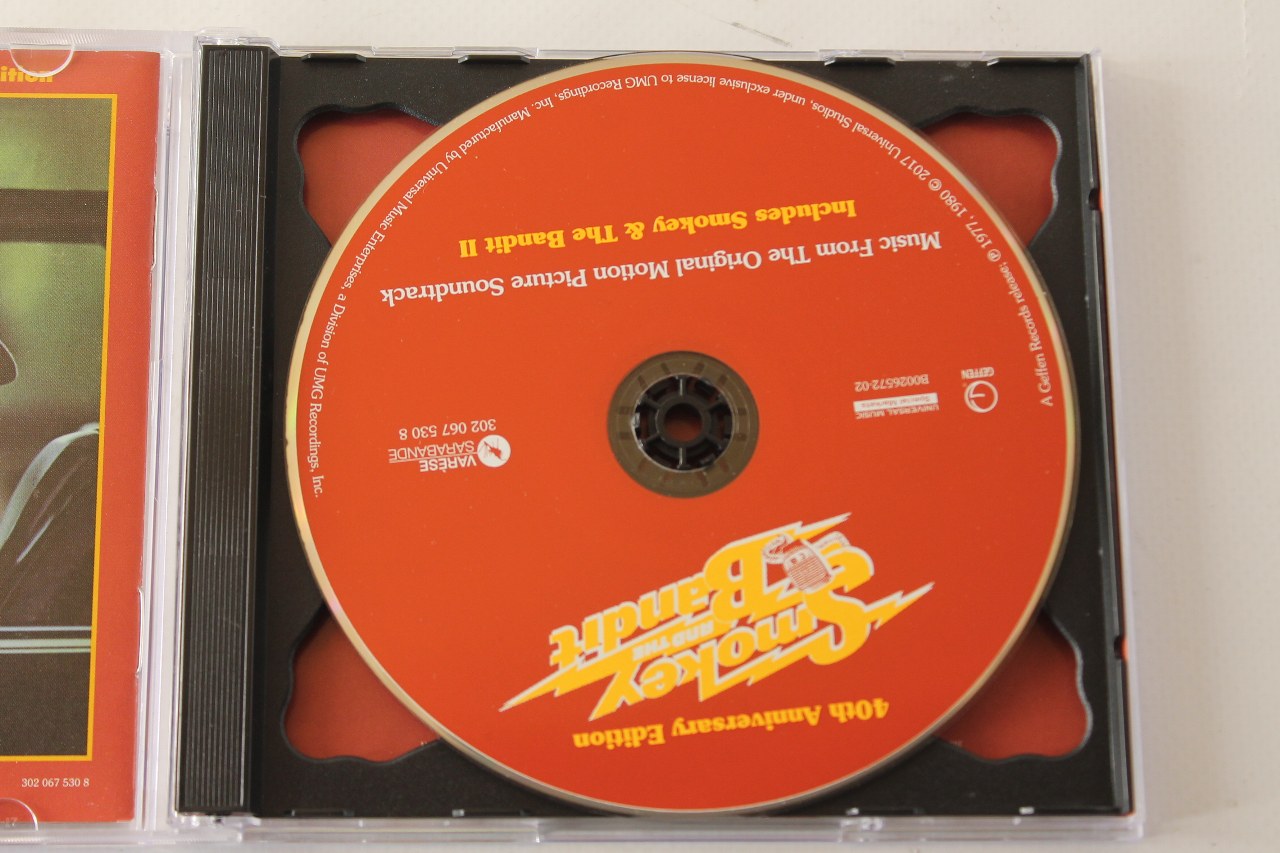 ition
302 067 530 8
40th Anniversary Edition
Smokey
AND THE
Bandit
VARÈSE
SARABANDE
302 067 530 8
GEFFEN
UNIVERSAL MUSIC
Special Markets
B0026572-02
Music From The Original Motion Picture Soundtrack
Includes Smokey & The Bandit II
A Geffen Records release; ℗ 1977, 1980 © 2017 Universal Studios, under exclusive license to UMG Recordings, Inc. Manufactured by Universal Music Enterprises, a Division of UMG Recordings, Inc.